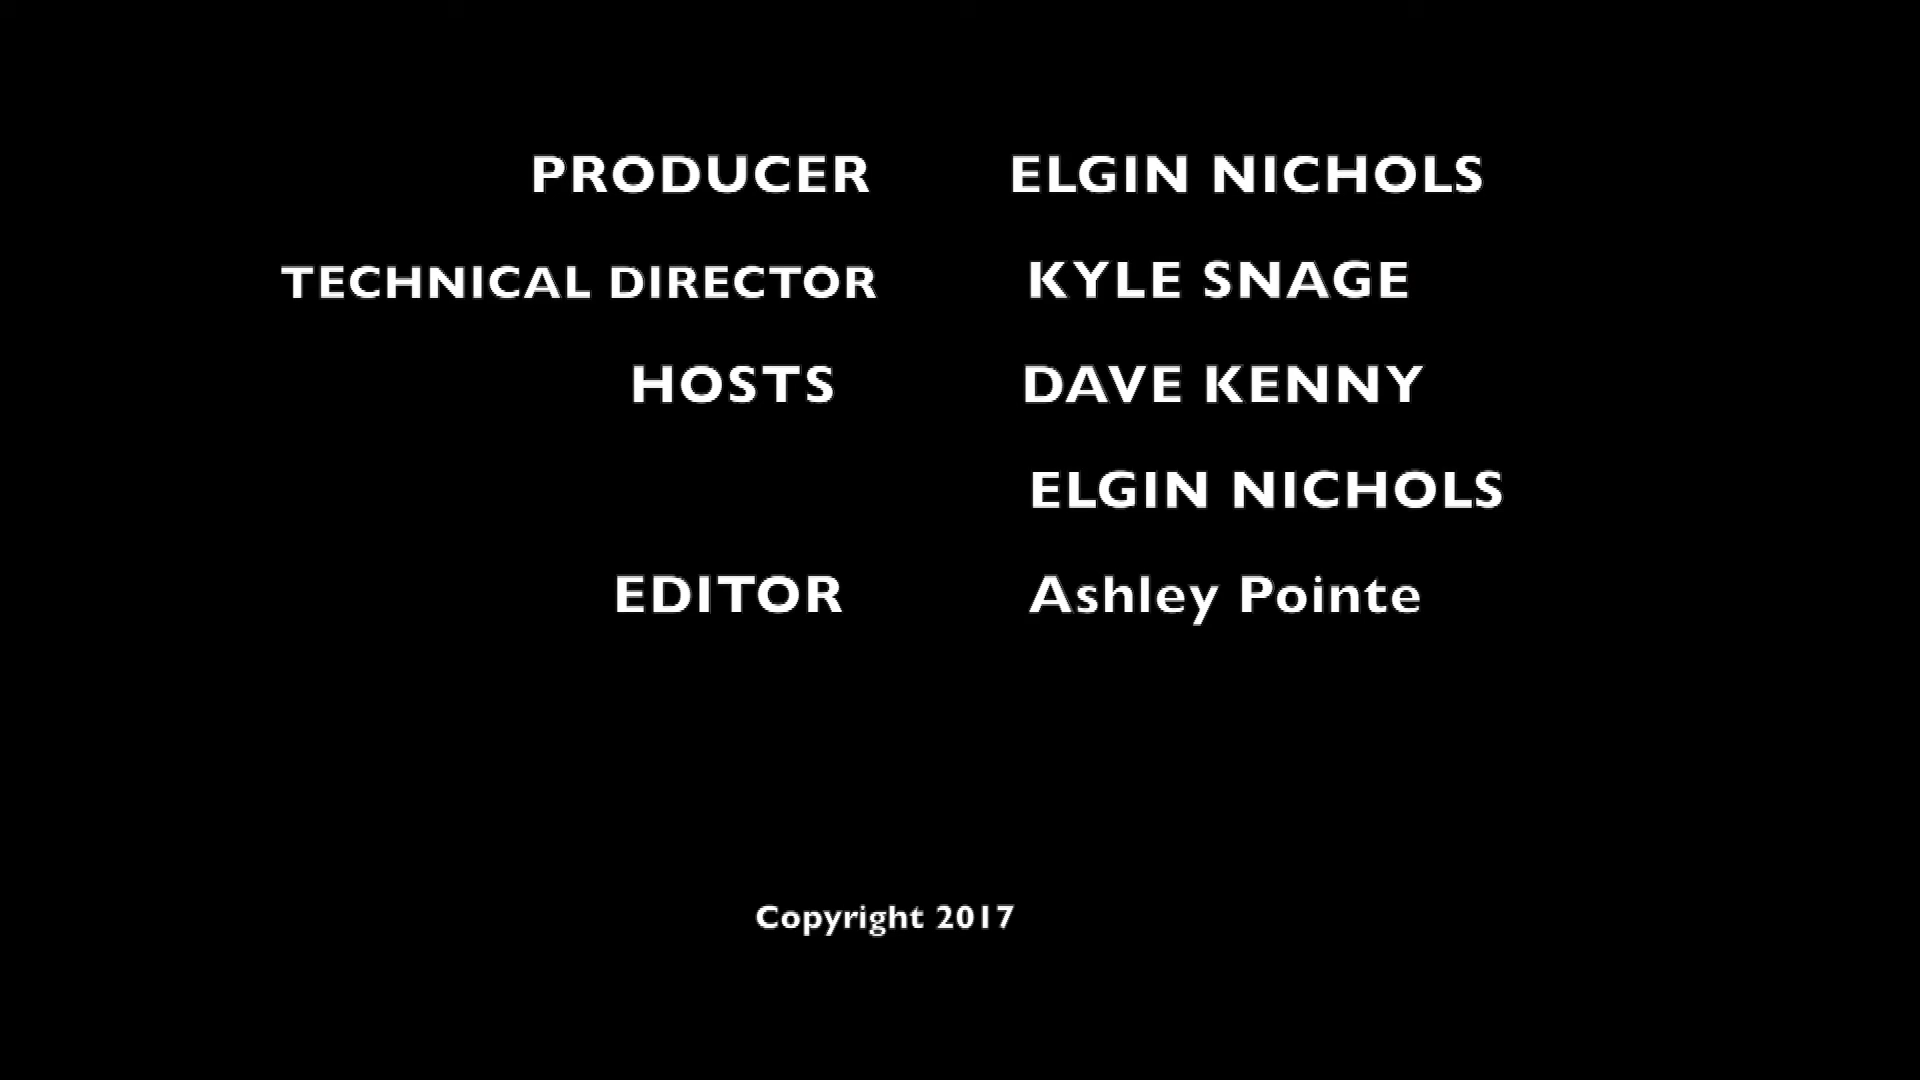 PRODUCER ELGIN NICHOLS
TECHNICAL DIRECTOR KYLE SNAGE
HOSTS DAVE KENNY
ELGIN NICHOLS
EDITOR Ashley Pointe
Copyright 2017